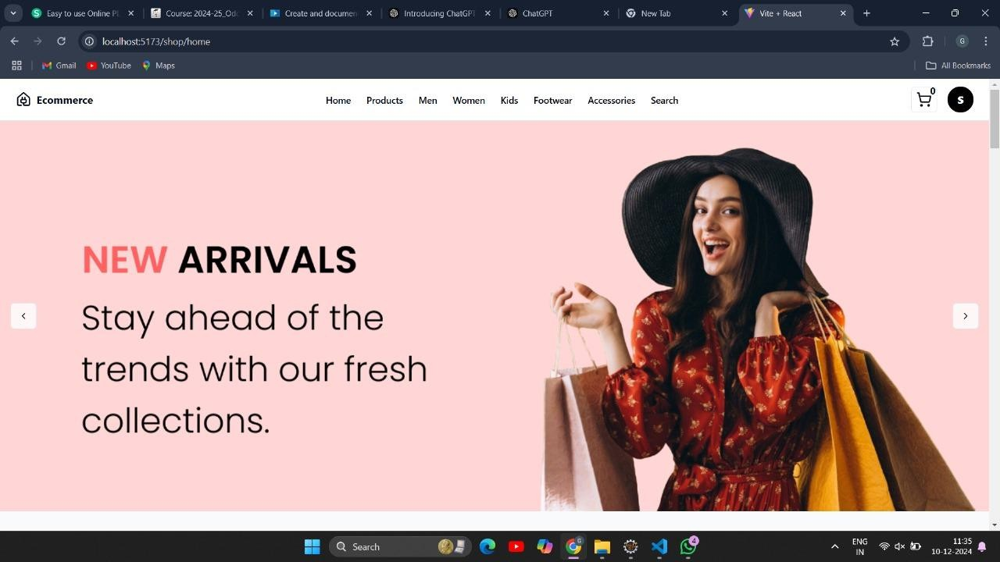 Easy to use Online Pl
Course: 2024-25_Odd
Create and documen
Introducing ChatGPT
ChatGPT
New Tab
Vite + React
localhost:5173/shop/home
G
Gmail
YouTube
Maps
All Bookmarks
Ecommerce
Home
Products
Men
Women
Kids
Footwear
Accessories
Search
0
S
NEW ARRIVALS
Stay ahead of the
trends with our fresh
collections.
Search
4
ENG
IN
11:35
10-12-2024